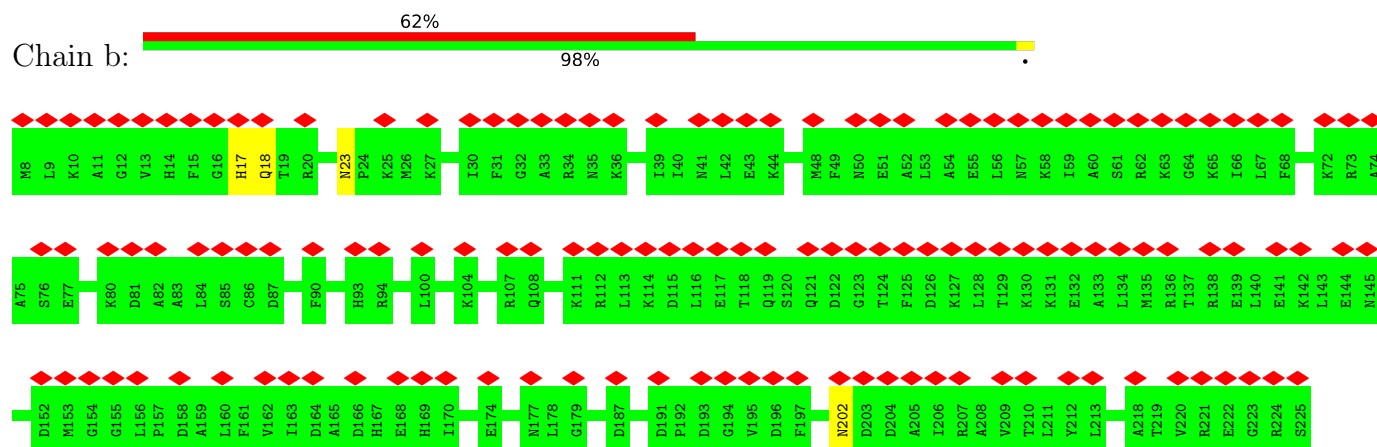 62%
Chain b:
98%
•
M8 L9 K10 A11 G12 V13 H14 F15 G16 H17 Q18 T19 R20 N23 P24 K25 M26 K27 I30 F31 G32 A33 R34 N35 K36 I39 I40 N41 L42 E43 K44 M48 F49 N50 E51 A52 L53 A54 E55 L56 N57 K58 I59 A60 S61 R62 K63 G64 K65 I66 L67 F68 K72 R73 A74
A75 S76 E77 K80 D81 A82 A83 L84 S85 C86 D87 F90 H93 R94 L100 K104 R107 Q108 K111 R112 L113 K114 D115 L116 E117 T118 Q119 S120 Q121 D122 G123 T124 F125 D126 K127 L128 T129 K130 K131 E132 A133 L134 M135 R136 T137 R138 E139 L140 E141 K142 L143 E144 N145
D152 M153 G154 G155 L156 P157 D158 A159 L160 F161 V162 I163 D164 A165 D166 H167 E168 H169 I170 E174 N177 L178 G179 D187 D191 P192 D193 G194 V195 D196 F197 N202 D203 D204 A205 I206 R207 A208 V209 T210 L211 Y212 L213 A218 T219 V220 R221 E222 G223 R224 S225